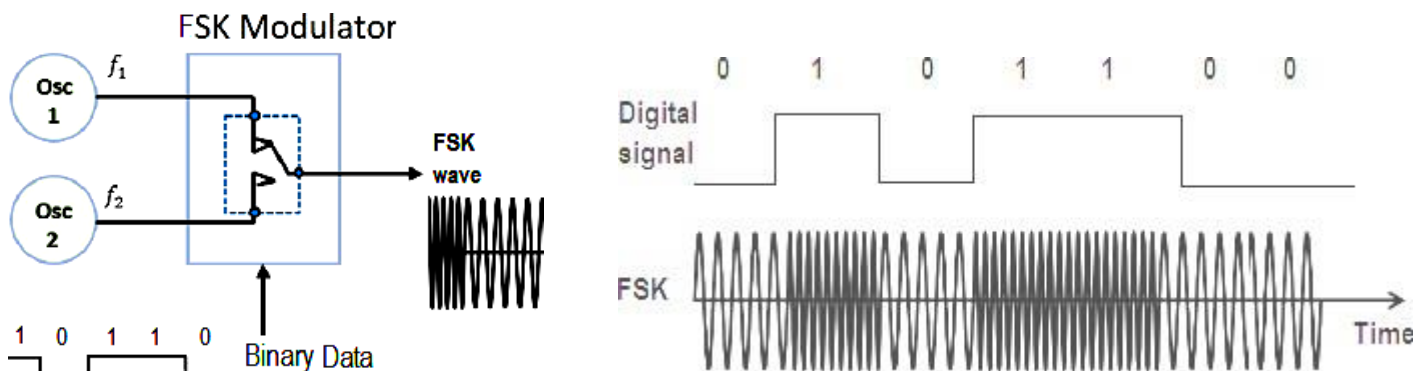 FSK Modulator
Osc
1
f₁
Osc
2
f₂
FSK
wave
1 0 1 1 0
Binary Data
0 1 0 1 1 0 0
Digital
signal
FSK
Time